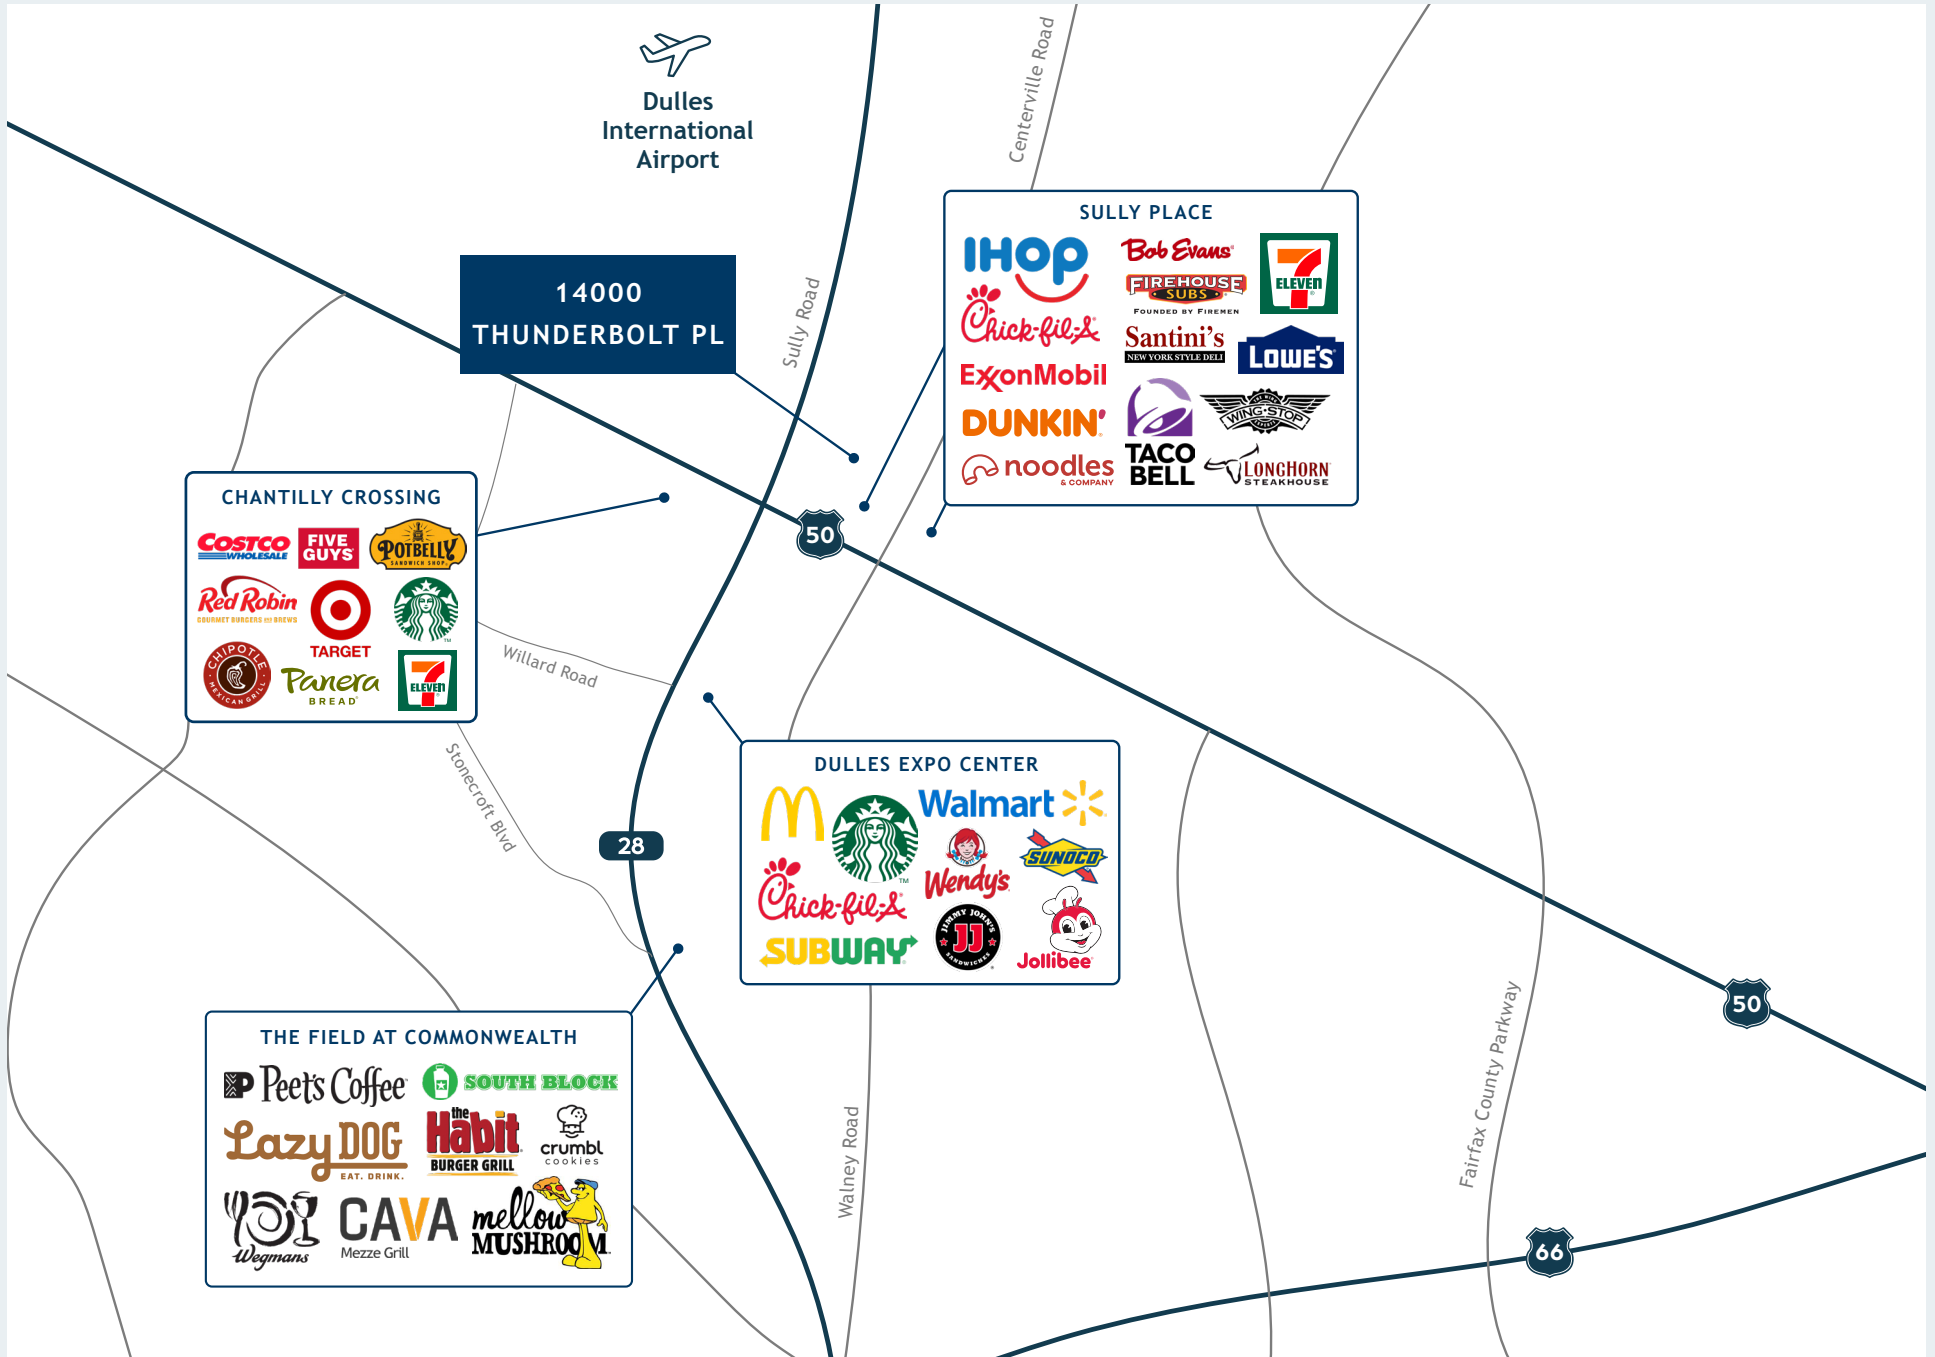 Dulles
International
Airport
Centerville Road
14000
THUNDERBOLT PL
Sully Road
SULLY PLACE
IHOP
Bob Evans
7
ELEVEN
FIREHOUSE
SUBS
FOUNDED BY FIREMEN
Chick-fil-A
Santini's
NEW YORK STYLE DELI
LOWE'S
ExxonMobil
DUNKIN'
TACO
BELL
WING·STOP
noodles
& COMPANY
LONGHORN
STEAKHOUSE
50
CHANTILLY CROSSING
COSTCO
WHOLESALE
FIVE
GUYS
POTBELLY
SANDWICH SHOP
Red Robin
GOURMET BURGERS AND BREWS
TARGET
CHIPOTLE
MEXICAN GRILL
Panera
BREAD
7
ELEVEN
Willard Road
Stonecroft Blvd
28
DULLES EXPO CENTER
M
Walmart
Wendy's
SUNOCO
Chick-fil-A
SUBWAY
JIMMY JOHN'S
JJ
SANDWICHES
Jollibee
THE FIELD AT COMMONWEALTH
P Peet's Coffee
SOUTH BLOCK
Lazy DOG
EAT. DRINK.
the
Habit
BURGER GRILL
crumbl
cookies
Wegmans
CAVA
Mezze Grill
mellow
MUSHROOM
Walney Road
Fairfax County Parkway
50
66